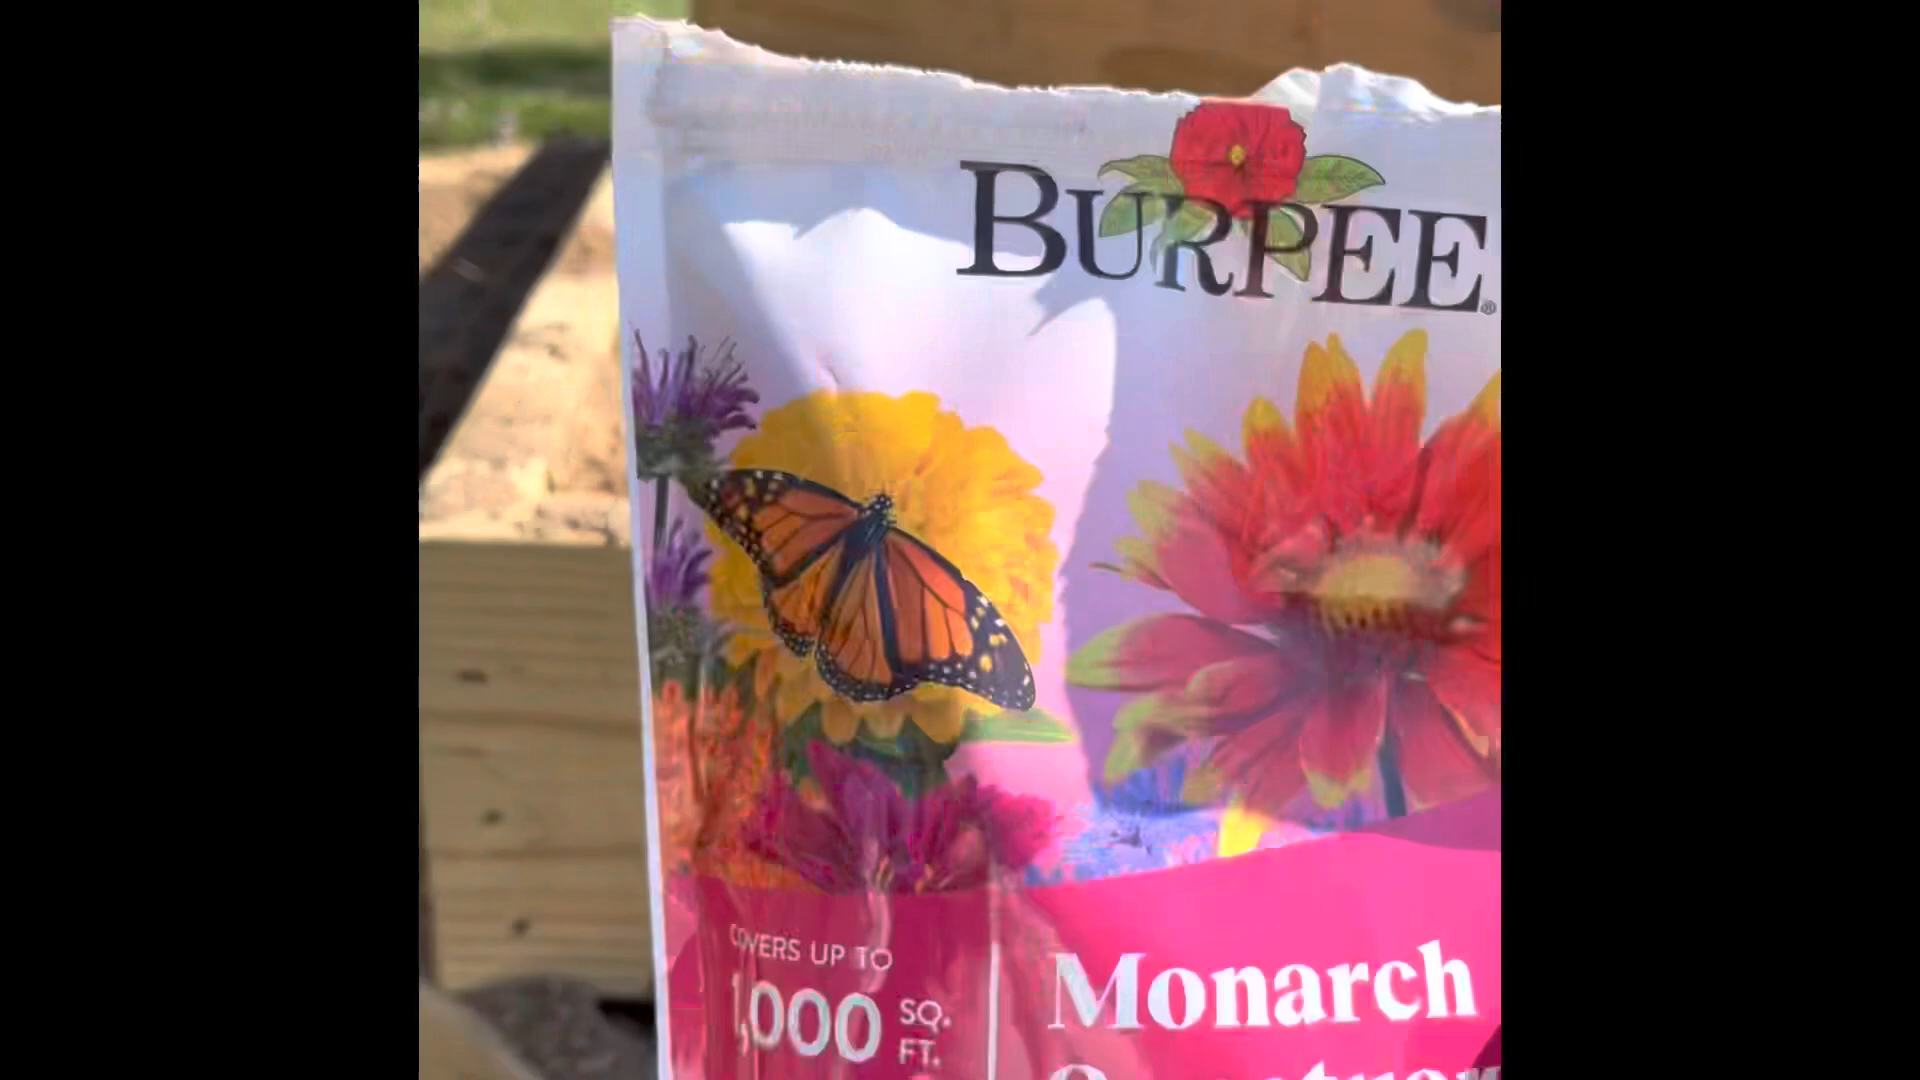 BURPEE®
COVERS UP TO
1,000 SQ. FT.
Monarch